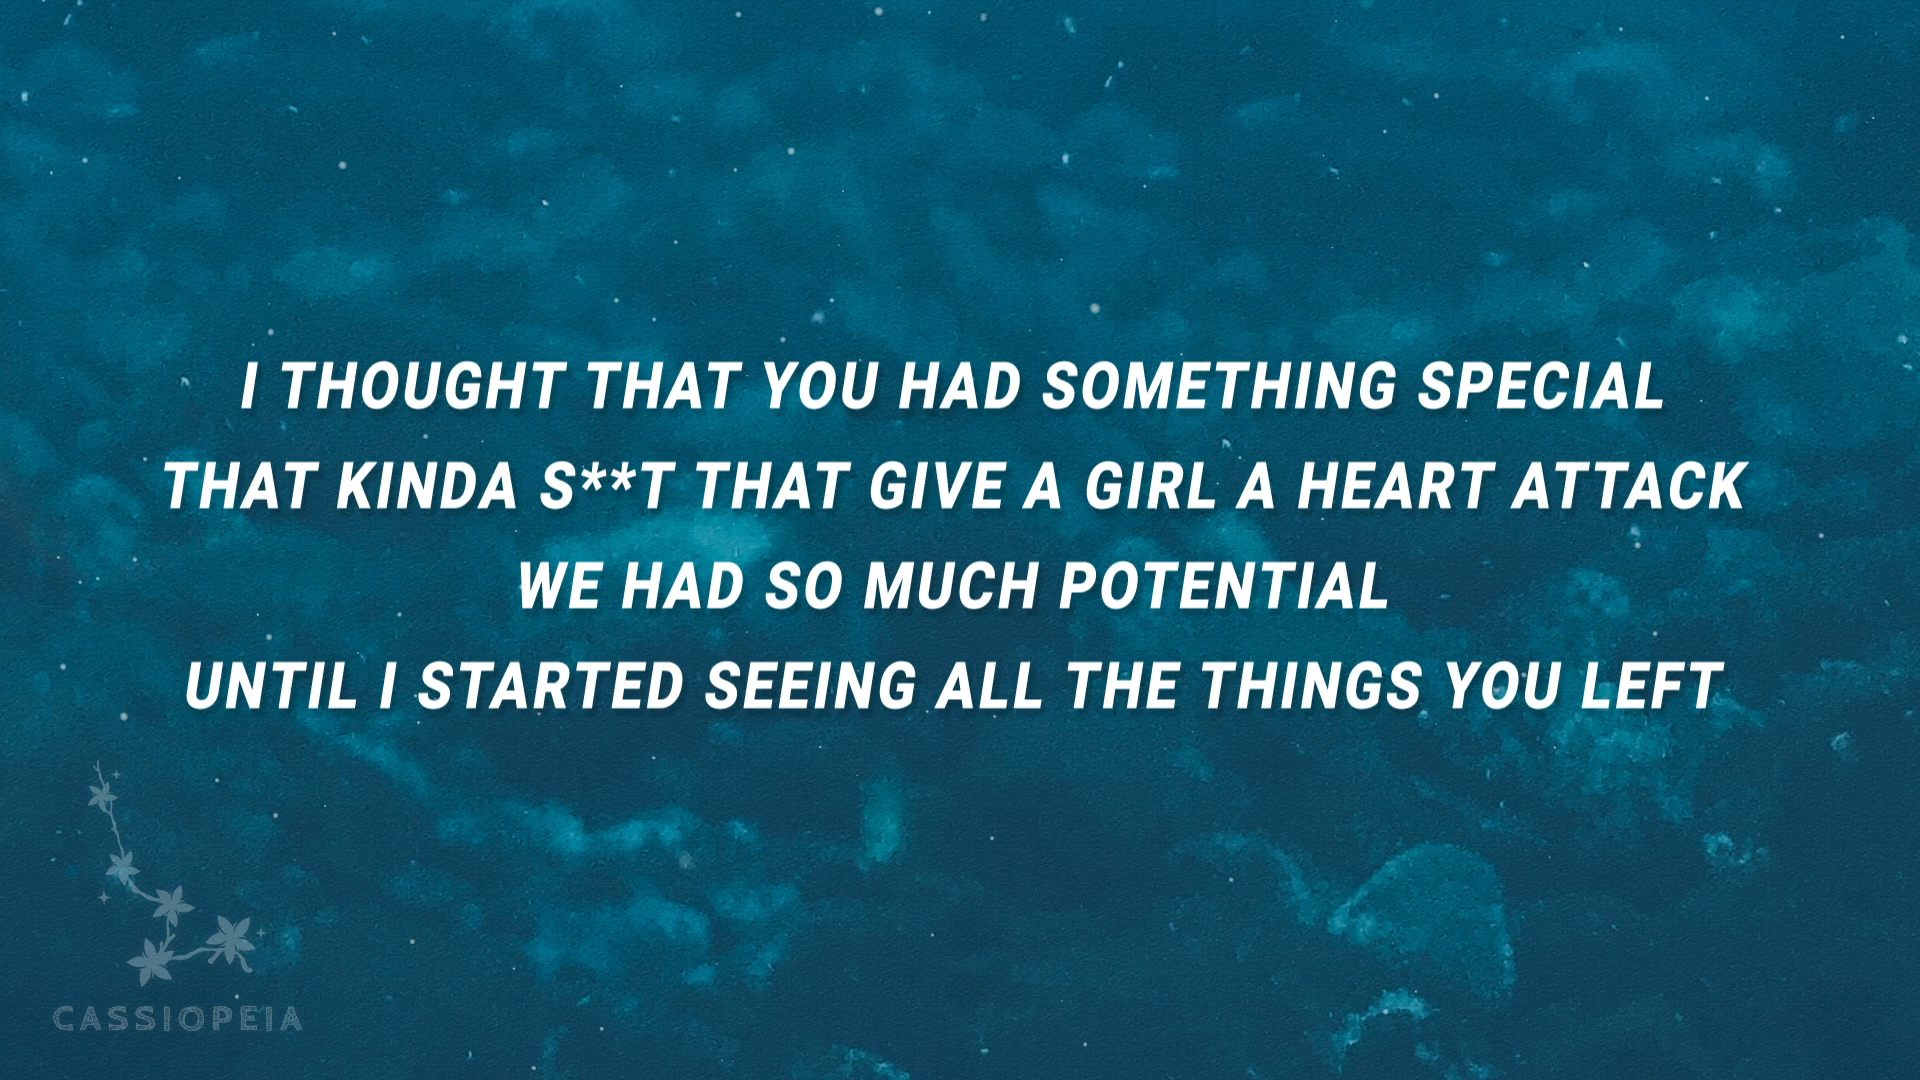 I THOUGHT THAT YOU HAD SOMETHING SPECIAL
THAT KINDA S**T THAT GIVE A GIRL A HEART ATTACK
WE HAD SO MUCH POTENTIAL
UNTIL I STARTED SEEING ALL THE THINGS YOU LEFT
CASSIOPEIA